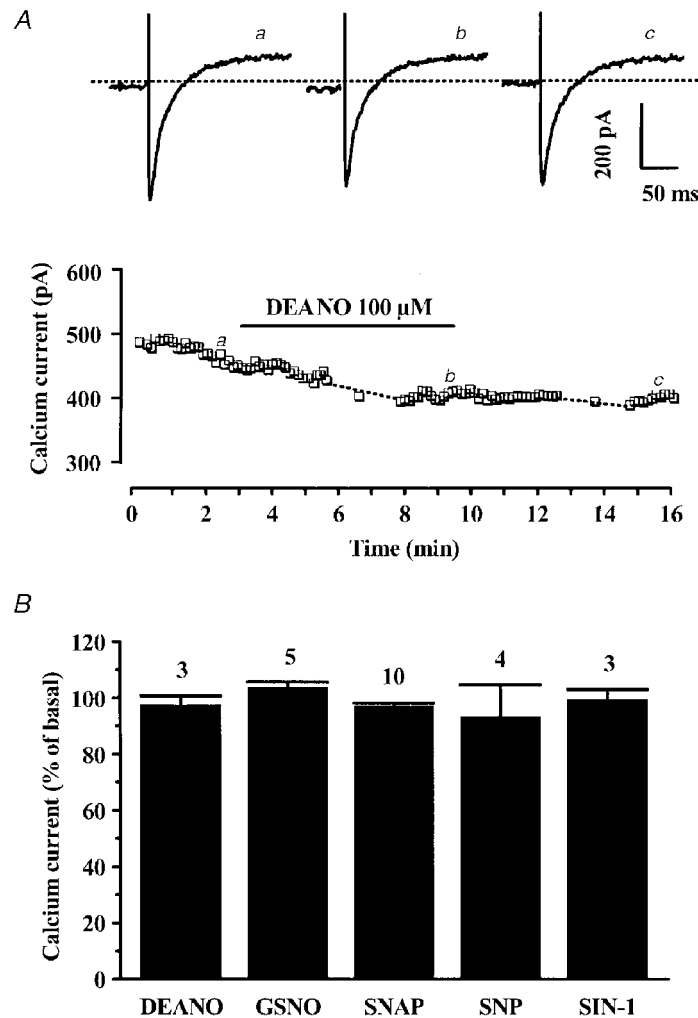 A
a b c
200 pA
50 ms
Calcium current (pA)
600
500
400
300
DEANO 100 µM
a
b
c
0 2 4 6 8 10 12 14 16
Time (min)
B
Calcium current (% of basal)
120
100
80
60
40
20
0
3 5 10 4 3
DEANO GSNO SNAP SNP SIN-1